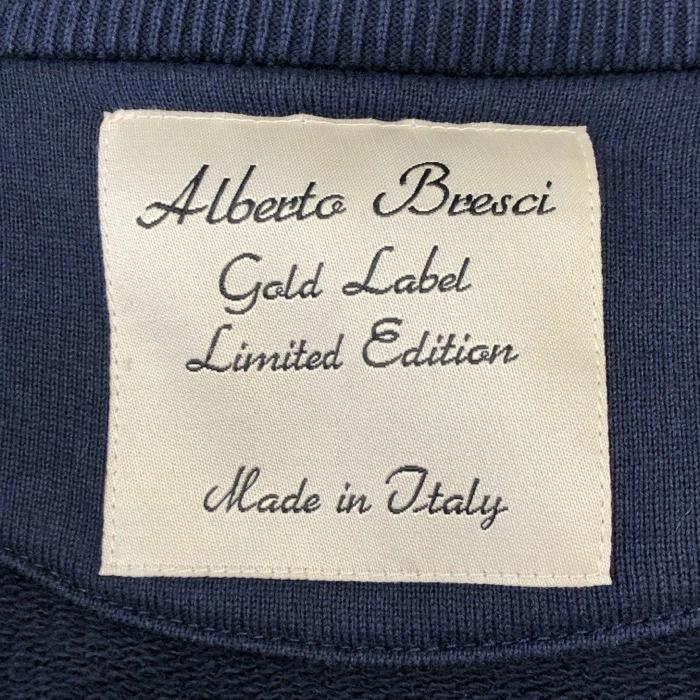 Alberto Bresci
Gold Label
Limited Edition
Made in Italy